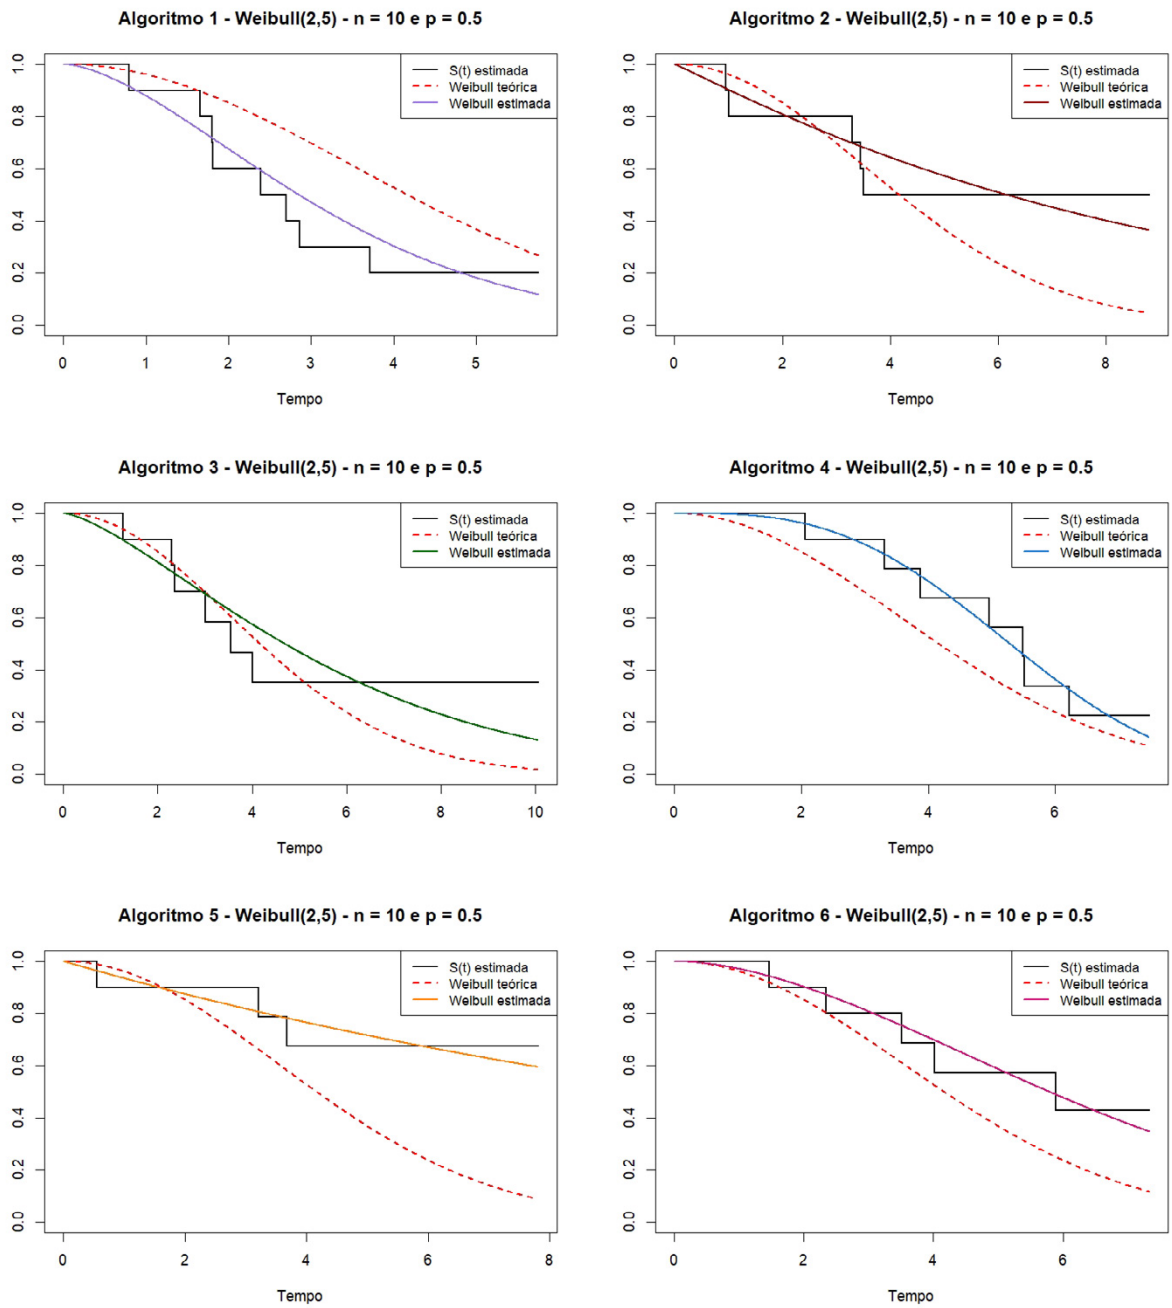 Algoritmo 1 - Weibull(2,5) - n = 10 e p = 0.5
S(t) estimada
Weibull teórica
Weibull estimada
1.0
0.8
0.6
0.4
0.2
0.0
0 1 2 3 4 5
Tempo
Algoritmo 2 - Weibull(2,5) - n = 10 e p = 0.5
S(t) estimada
Weibull teórica
Weibull estimada
1.0
0.8
0.6
0.4
0.2
0.0
0 2 4 6 8
Tempo
Algoritmo 3 - Weibull(2,5) - n = 10 e p = 0.5
S(t) estimada
Weibull teórica
Weibull estimada
1.0
0.8
0.6
0.4
0.2
0.0
0 2 4 6 8 10
Tempo
Algoritmo 4 - Weibull(2,5) - n = 10 e p = 0.5
S(t) estimada
Weibull teórica
Weibull estimada
1.0
0.8
0.6
0.4
0.2
0.0
0 2 4 6
Tempo
Algoritmo 5 - Weibull(2,5) - n = 10 e p = 0.5
S(t) estimada
Weibull teórica
Weibull estimada
1.0
0.8
0.6
0.4
0.2
0.0
0 2 4 6 8
Tempo
Algoritmo 6 - Weibull(2,5) - n = 10 e p = 0.5
S(t) estimada
Weibull teórica
Weibull estimada
1.0
0.8
0.6
0.4
0.2
0.0
0 2 4 6
Tempo